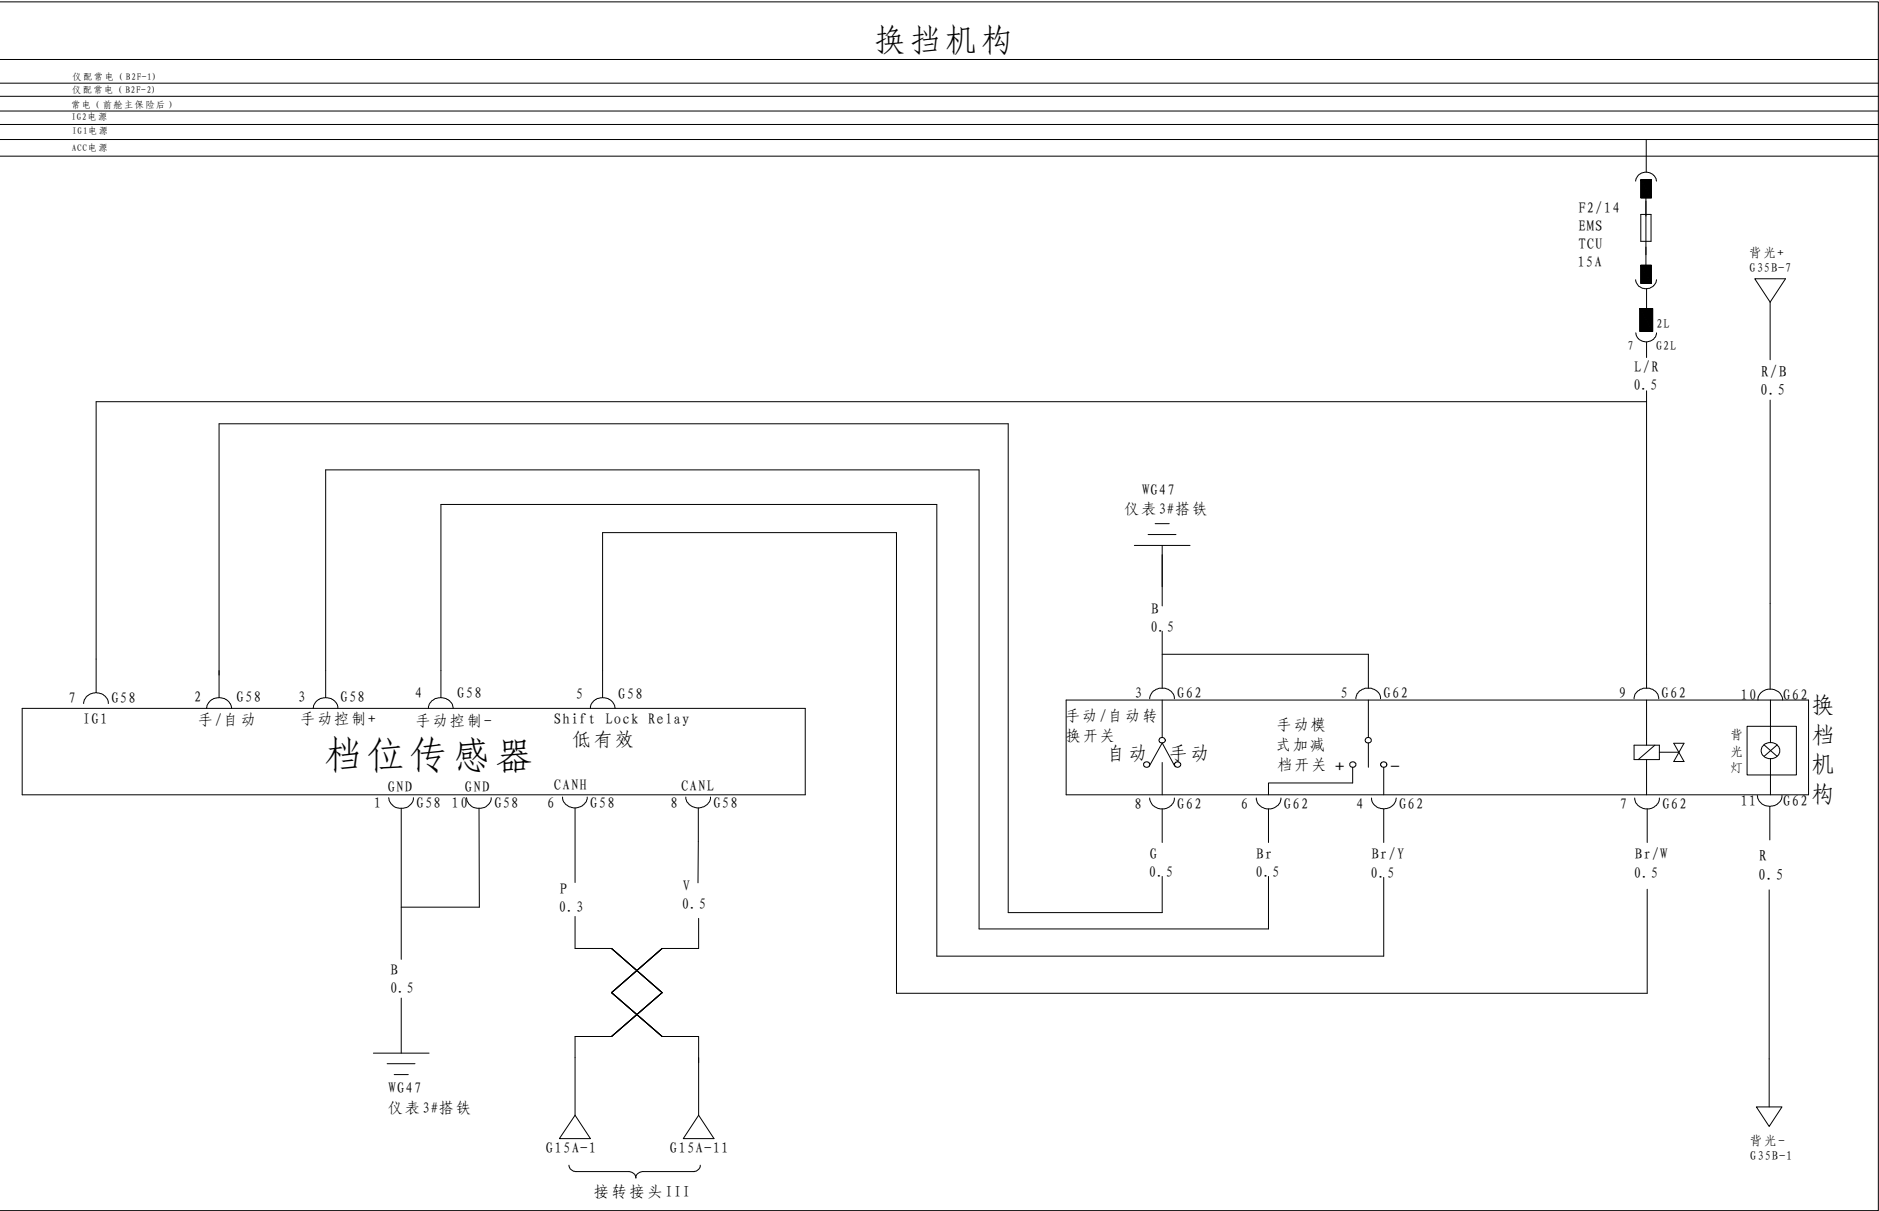 换挡机构
仪配常电(B2F-1)
仪配常电(B2F-2)
常电(前舱主保险后)
IG2电源
IG1电源
ACC电源
F2/14
EMS
TCU
15A
背光+
G35B-7
2L
7 G2L
L/R
0.5
R/B
0.5
WG47
仪表3#搭铁
B
0.5
7 G58
2 G58
3 G58
4 G58
5 G58
IG1
手/自动
手动控制+
手动控制-
Shift Lock Relay
低有效
档位传感器
GND
GND
CANH
CANL
1 G58
10 G58
6 G58
8 G58
3 G62
5 G62
9 G62
10 G62
手动/自动转
换开关
自动
手动
手动模
式加减
档开关
+
-
背
光
灯
换
档
机
构
8 G62
6 G62
4 G62
7 G62
11 G62
G
0.5
Br
0.5
Br/Y
0.5
Br/W
0.5
R
0.5
P
0.3
V
0.5
B
0.5
WG47
仪表3#搭铁
G15A-1
G15A-11
接转接头III
背光-
G35B-1